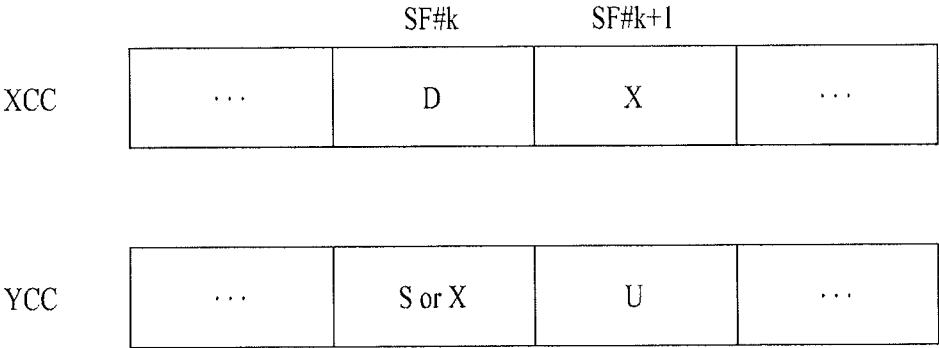 SF#k SF#k+1
XCC ... D X ...
YCC ... S or X U ...